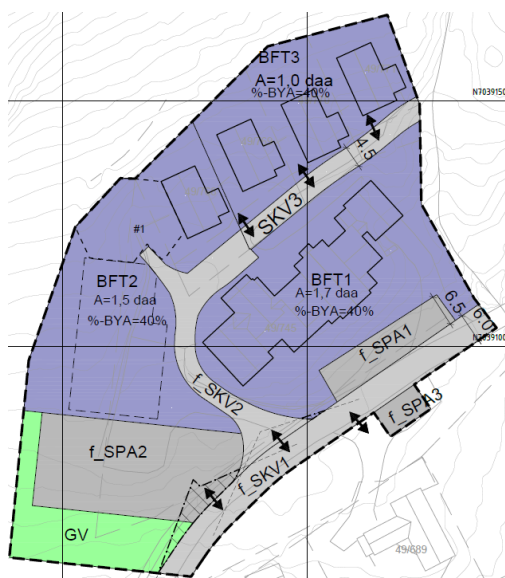 BFT3
A=1,0 daa
%-BYA=40%
N7039150
4.5
SKV3
#1
BFT2
A=1,5 daa
%-BYA=40%
BFT1
A=1,7 daa
%-BYA=40%
6.5
6.0
N7039100
f_SPA1
f_SKV2
f_SPA3
f_SPA2
f_SKV1
GV
49/689